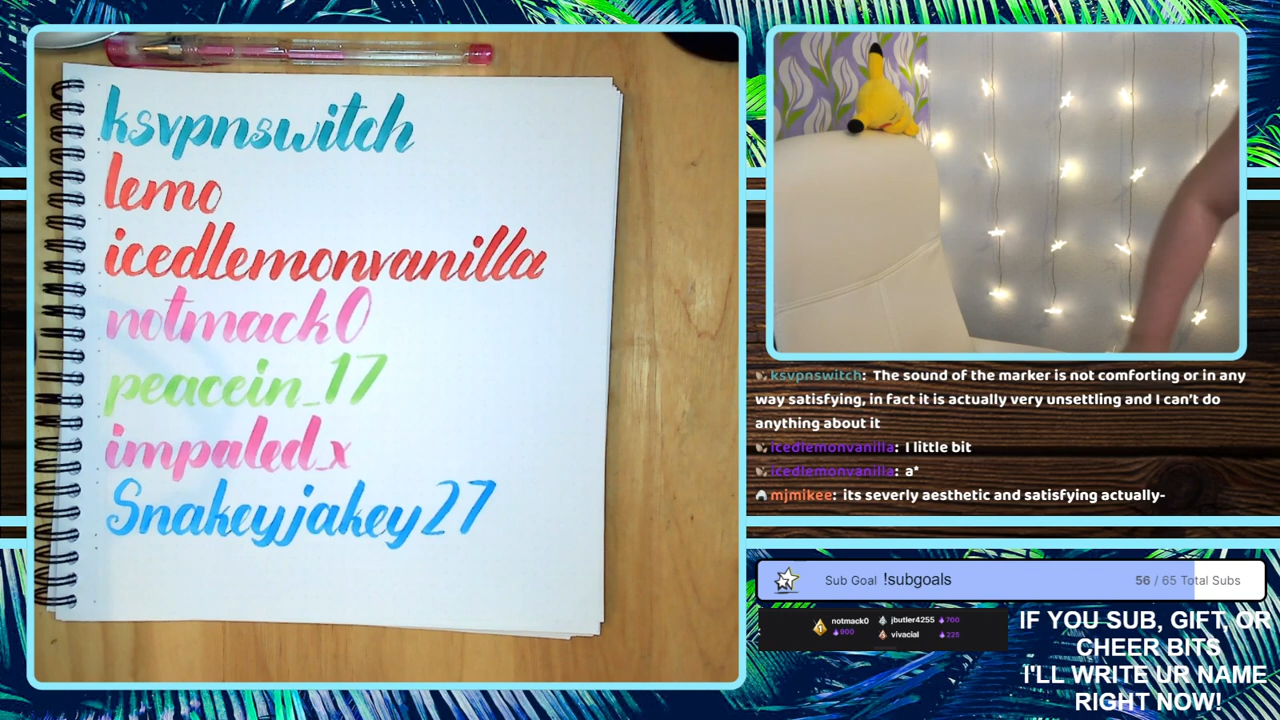 ksvpnswitch
lemo
icedlemonvanilla
notmack0
peacein_17
impaled_x
Snakeyjakey27
ksvpnswitch: The sound of the marker is not comforting or in any
way satisfying, in fact it is actually very unsettling and I can't do
anything about it
icedlemonvanilla: I little bit
icedlemonvanilla: a*
mjmikee: its severly aesthetic and satisfying actually-
Sub Goal !subgoals 56 / 65 Total Subs
1 notmack0 900
jbutler4255 700
vivacial 225
IF YOU SUB, GIFT, OR
CHEER BITS
I'LL WRITE UR NAME
RIGHT NOW!